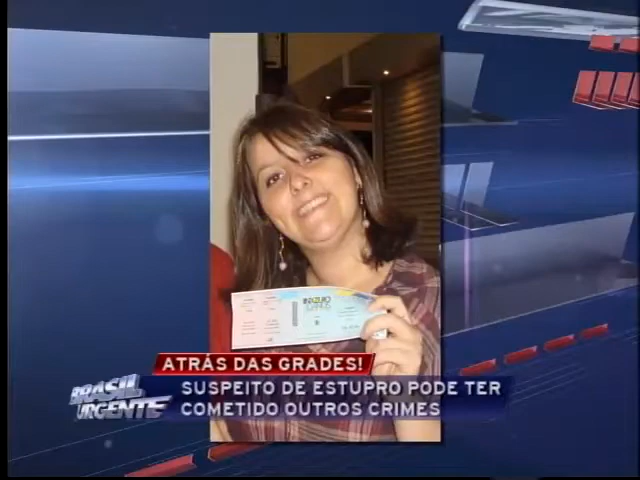 ATRÁS DAS GRADES!
BRASIL
URGENTE
SUSPEITO DE ESTUPRO PODE TER
COMETIDO OUTROS CRIMES